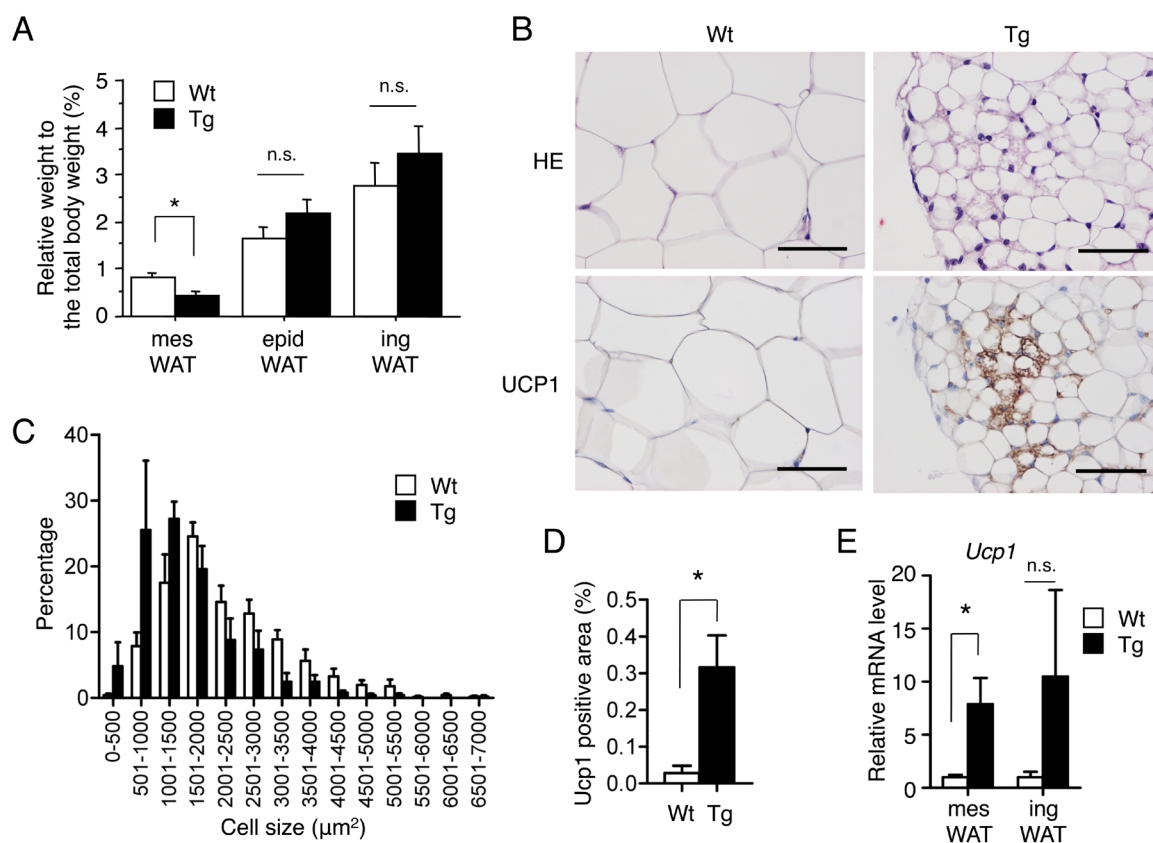 A
Relative weight to
the total body weight (%)
5
4
3
2
1
0
Wt
Tg
*
n.s.
n.s.
mes
WAT
epid
WAT
ing
WAT
B
Wt
Tg
HE
UCP1
C
Percentage
40
30
20
10
0
Wt
Tg
0-500
501-1000
1001-1500
1501-2000
2001-2500
2501-3000
3001-3500
3501-4000
4001-4500
4501-5000
5001-5500
5501-6000
6001-6500
6501-7000
Cell size (µm²)
D
Ucp1 positive area (%)
0.5
0.4
0.3
0.2
0.1
0.0
*
Wt
Tg
E
Ucp1
Relative mRNA level
20
15
10
5
0
*
n.s.
Wt
Tg
mes
WAT
ing
WAT